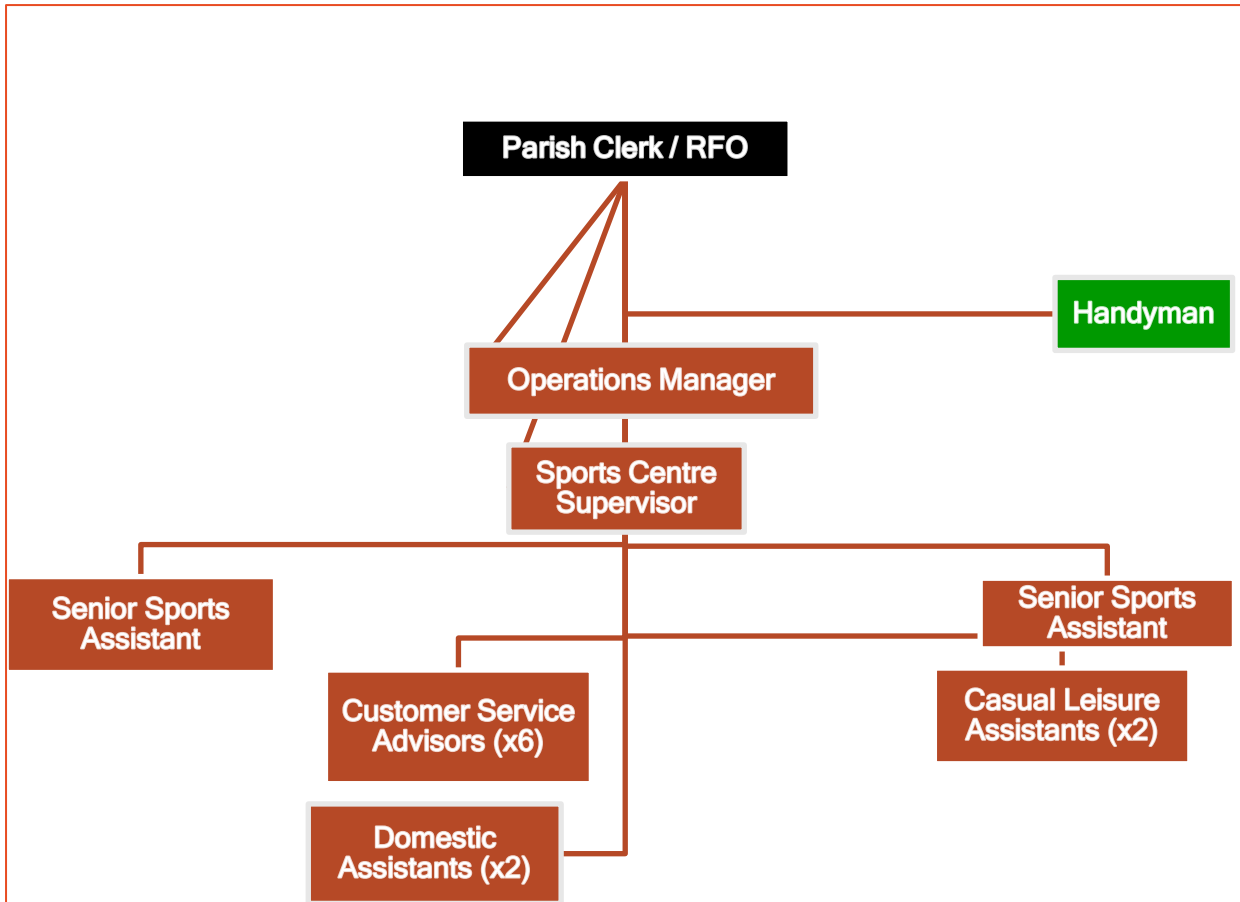 Parish Clerk / RFO
Handyman
Operations Manager
Sports Centre
Supervisor
Senior Sports
Assistant
Senior Sports
Assistant
Customer Service
Advisors (x6)
Casual Leisure
Assistants (x2)
Domestic
Assistants (x2)